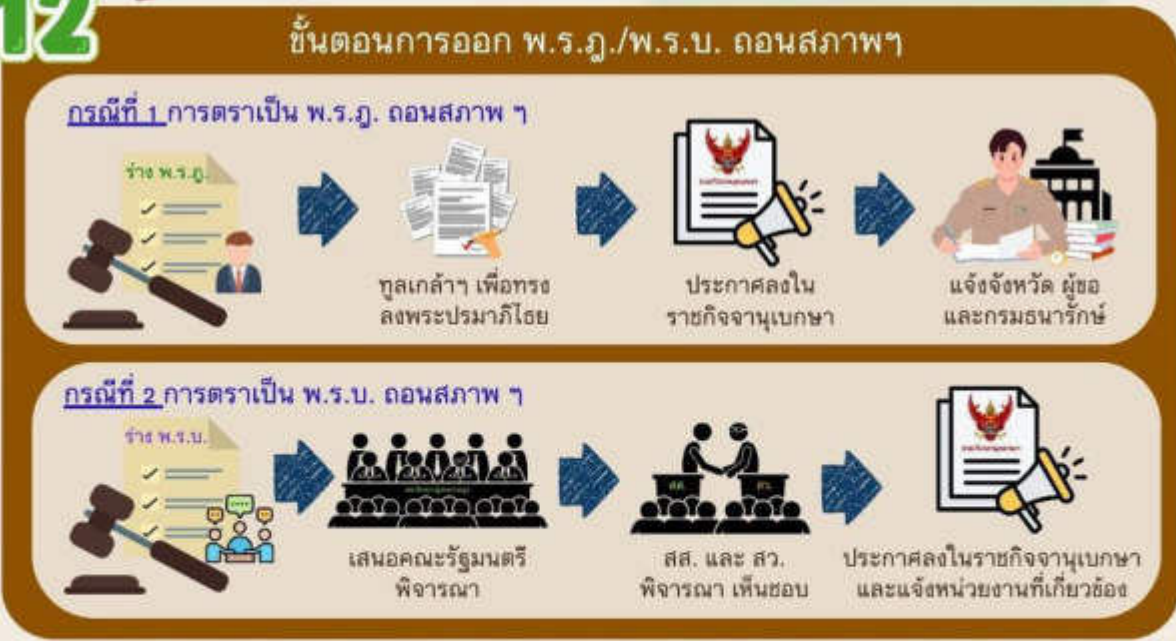 12
ขั้นตอนการออก พ.ร.ฎ./พ.ร.บ. ถอนสภาพฯ
กรณีที่ 1 การตราเป็น พ.ร.ฎ. ถอนสภาพ ๆ
ร่าง พ.ร.ฎ.
ทูลเกล้าฯ เพื่อทรง
ลงพระปรมาภิไธย
ประกาศลงใน
ราชกิจจานุเบกษา
แจ้งจังหวัด ผู้ขอ
และกรมธนารักษ์
กรณีที่ 2 การตราเป็น พ.ร.บ. ถอนสภาพ ๆ
ร่าง พ.ร.บ.
สส.
สว.
เสนอคณะรัฐมนตรี
พิจารณา
สส. และ สว.
พิจารณา เห็นชอบ
ประกาศลงในราชกิจจานุเบกษา
และแจ้งหน่วยงานที่เกี่ยวข้อง